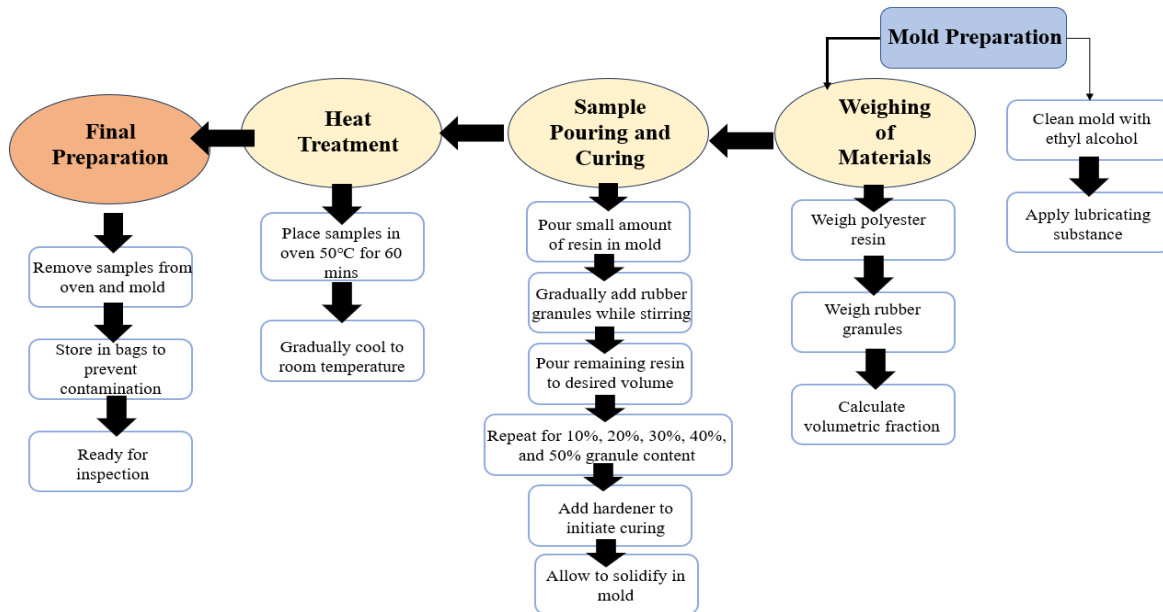 Mold Preparation
Clean mold with
ethyl alcohol
Apply lubricating
substance
Weighing
of
Materials
Weigh polyester
resin
Weigh rubber
granules
Calculate
volumetric fraction
Sample
Pouring and
Curing
Pour small amount
of resin in mold
Gradually add rubber
granules while stirring
Pour remaining resin
to desired volume
Repeat for 10%, 20%, 30%, 40%,
and 50% granule content
Add hardener to
initiate curing
Allow to solidify in
mold
Heat
Treatment
Place samples in
oven 50°C for 60
mins
Gradually cool to
room temperature
Final
Preparation
Remove samples from
oven and mold
Store in bags to
prevent
contamination
Ready for
inspection